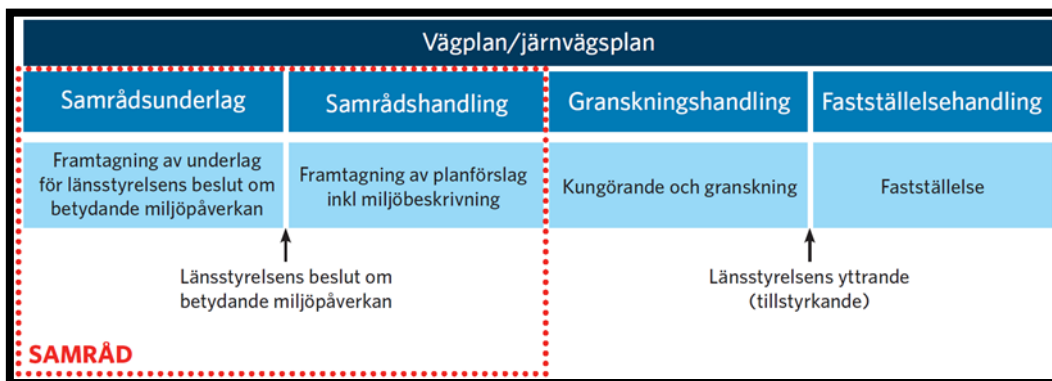 Vägplan/järnvägsplan
Samrådsunderlag
Samrådshandling
Granskningshandling
Fastställelsehandling
Framtagning av underlag
för länsstyrelsens beslut om
betydande miljöpåverkan
Framtagning av planförslag
inkl miljöbeskrivning
Kungörande och granskning
Fastställelse
Länsstyrelsens beslut om
betydande miljöpåverkan
Länsstyrelsens yttrande
(tillstyrkande)
SAMRÅD